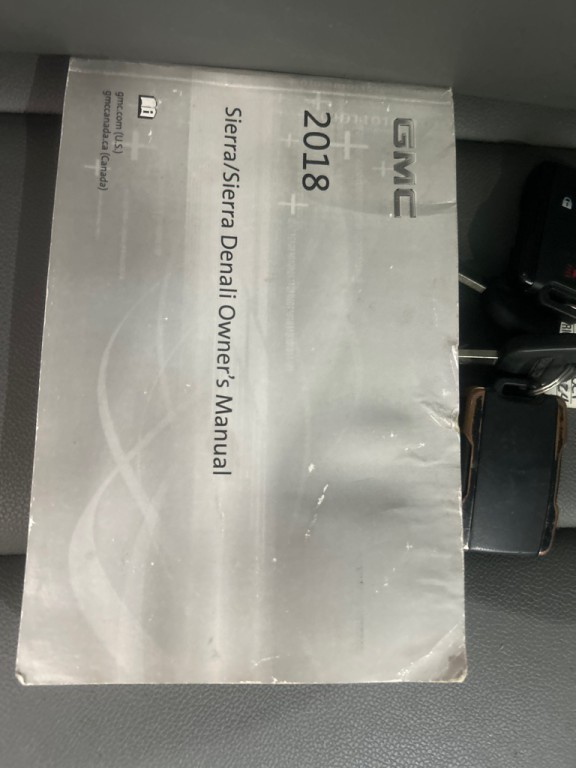 GMC
2018
Sierra/Sierra Denali Owner's Manual
gmc.com (U.S.)
gmccanada.ca (Canada)